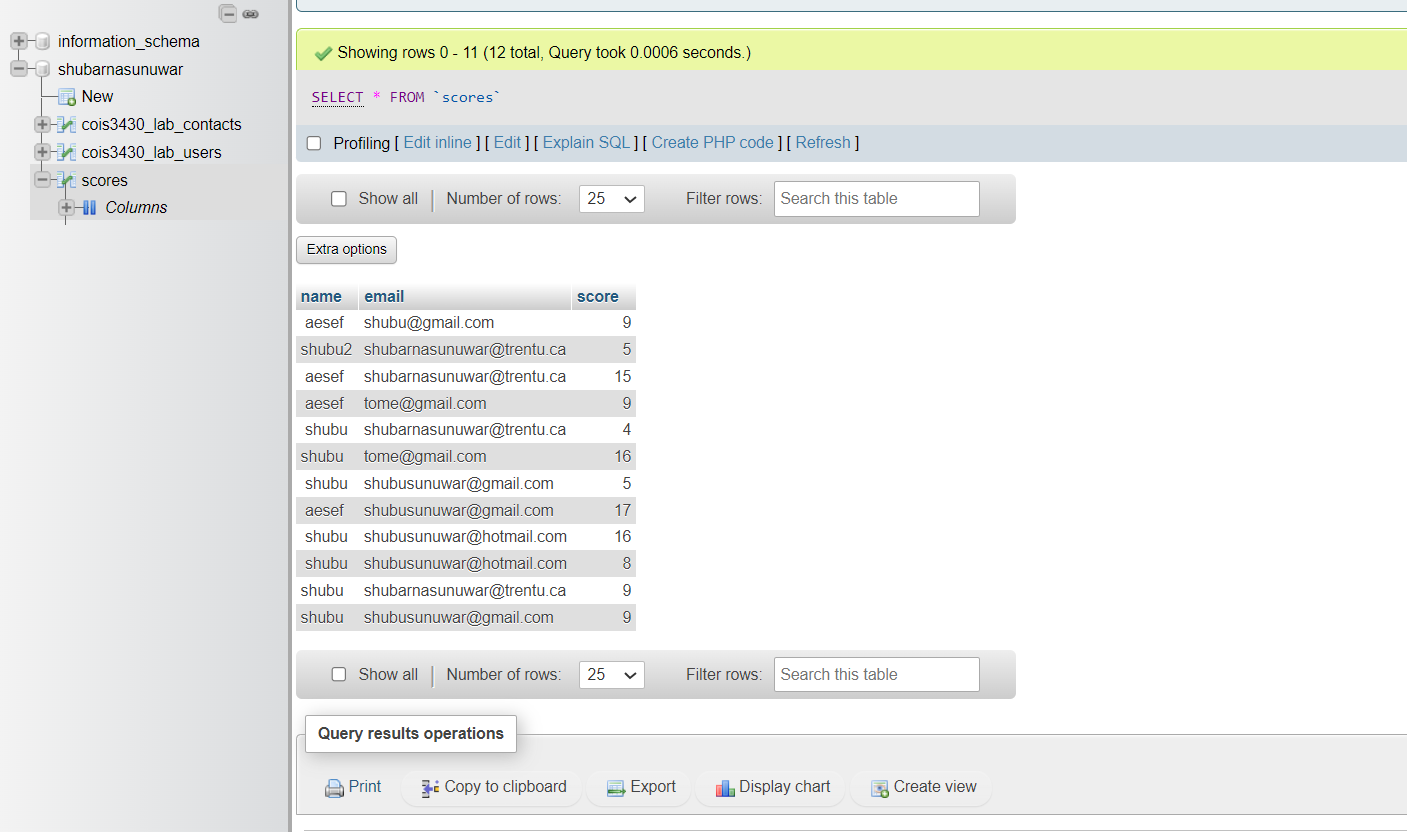 information_schema
shubarnasunuwar
New
cois3430_lab_contacts
cois3430_lab_users
scores
Columns
Showing rows 0 - 11 (12 total, Query took 0.0006 seconds.)
SELECT * FROM `scores`
Profiling [ Edit inline ] [ Edit ] [ Explain SQL ] [ Create PHP code ] [ Refresh ]
Show all | Number of rows: 25 Filter rows: Search this table
Extra options
name email score
aesef shubu@gmail.com 9
shubu2 shubarnasunuwar@trentu.ca 5
aesef shubarnasunuwar@trentu.ca 15
aesef tome@gmail.com 9
shubu shubarnasunuwar@trentu.ca 4
shubu tome@gmail.com 16
shubu shubusunuwar@gmail.com 5
aesef shubusunuwar@gmail.com 17
shubu shubusunuwar@hotmail.com 16
shubu shubusunuwar@hotmail.com 8
shubu shubarnasunuwar@trentu.ca 9
shubu shubusunuwar@gmail.com 9
Show all | Number of rows: 25 Filter rows: Search this table
Query results operations
Print Copy to clipboard Export Display chart Create view